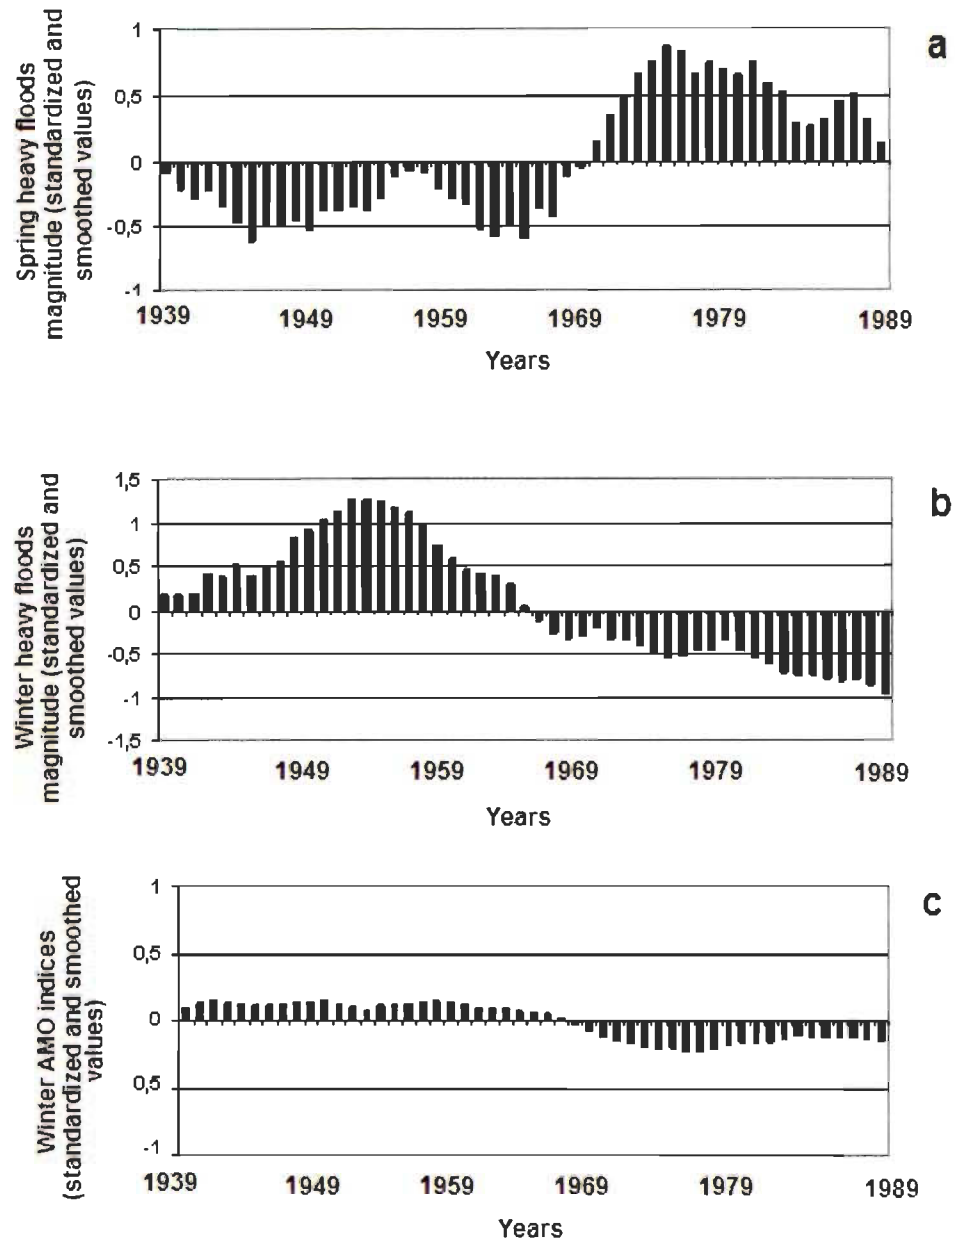 a
Spring heavy floods
magnitude (standardized and
smoothed values)
1
0,5
0
-0,5
-1
1939 1949 1959 1969 1979 1989
Years
b
Winter heavy floods
magnitude (standardized and
smoothed values)
1,5
1
0,5
0
-0,5
-1
-1,5
1939 1949 1959 1969 1979 1989
Years
c
Winter AMO indices
(standardized and smoothed
values)
1
0,5
0
0,5
-1
1939 1949 1959 1969 1979 1989
Years